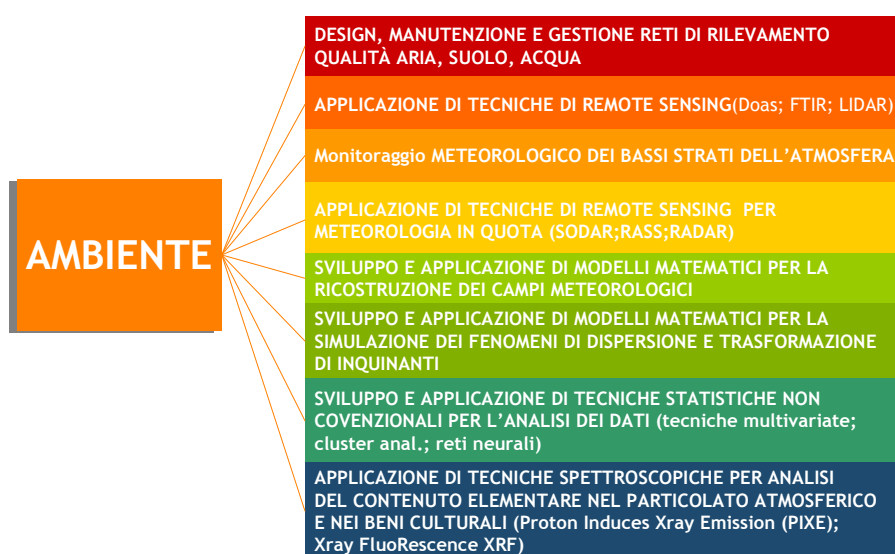 AMBIENTE
DESIGN, MANUTENZIONE E GESTIONE RETI DI RILEVAMENTO
QUALITÀ ARIA, SUOLO, ACQUA
APPLICAZIONE DI TECNICHE DI REMOTE SENSING(Doas; FTIR; LIDAR)
Monitoraggio METEOROLOGICO DEI BASSI STRATI DELL’ATMOSFERA
APPLICAZIONE DI TECNICHE DI REMOTE SENSING PER
METEOROLOGIA IN QUOTA (SODAR;RASS;RADAR)
SVILUPPO E APPLICAZIONE DI MODELLI MATEMATICI PER LA
RICOSTRUZIONE DEI CAMPI METEOROLOGICI
SVILUPPO E APPLICAZIONE DI MODELLI MATEMATICI PER LA
SIMULAZIONE DEI FENOMENI DI DISPERSIONE E TRASFORMAZIONE
DI INQUINANTI
SVILUPPO E APPLICAZIONE DI TECNICHE STATISTICHE NON
COVENZIONALI PER L’ANALISI DEI DATI (tecniche multivariate;
cluster anal.; reti neurali)
APPLICAZIONE DI TECNICHE SPETTROSCOPICHE PER ANALISI
DEL CONTENUTO ELEMENTARE NEL PARTICOLATO ATMOSFERICO
E NEI BENI CULTURALI (Proton Induces Xray Emission (PIXE);
Xray FluoRescence XRF)